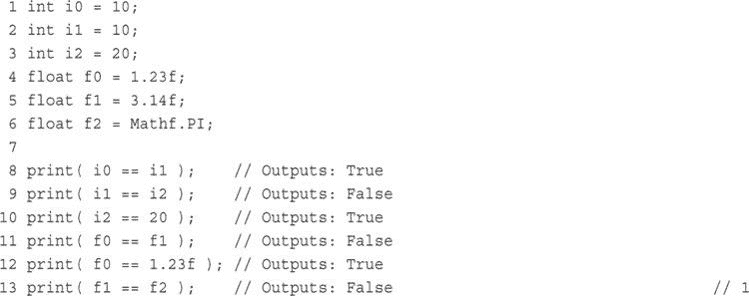 1 int i0 = 10;
2 int i1 = 10;
3 int i2 = 20;
4 float f0 = 1.23f;
5 float f1 = 3.14f;
6 float f2 = Mathf.PI;
7
8 print( i0 == i1 );    // Outputs: True
9 print( i1 == i2 );    // Outputs: False
10 print( i2 == 20 );    // Outputs: True
11 print( f0 == f1 );    // Outputs: False
12 print( f0 == 1.23f ); // Outputs: True
13 print( f1 == f2 );    // Outputs: False                                  // 1